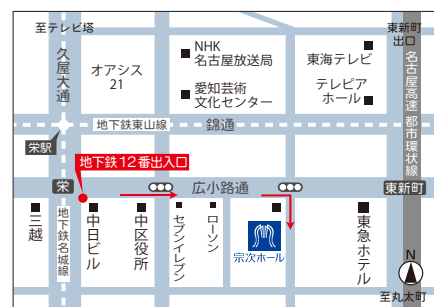 至テレビ塔
東新町
出口
久屋大通
オアシス
21
NHK
名古屋放送局
愛知芸術
文化センター
東海テレビ
テレピア
ホール
名古屋高速 都市環状線
地下鉄東山線
錦通
栄駅
地下鉄12番出入口
栄
広小路通
東新町
三越
地下鉄名城線
中日ビル
中区役所
セブンイレブン
ローソン
宗次ホール
東急ホテル
N
至丸太町